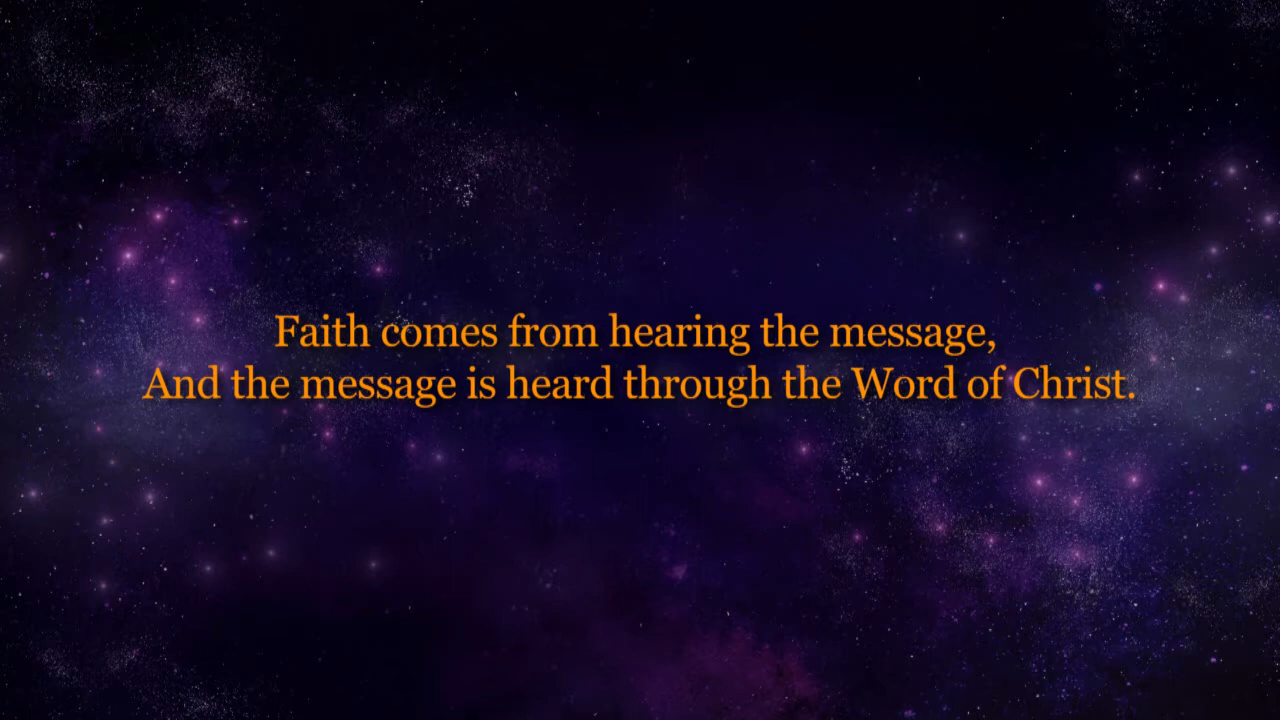 Faith comes from hearing the message,
And the message is heard through the Word of Christ.